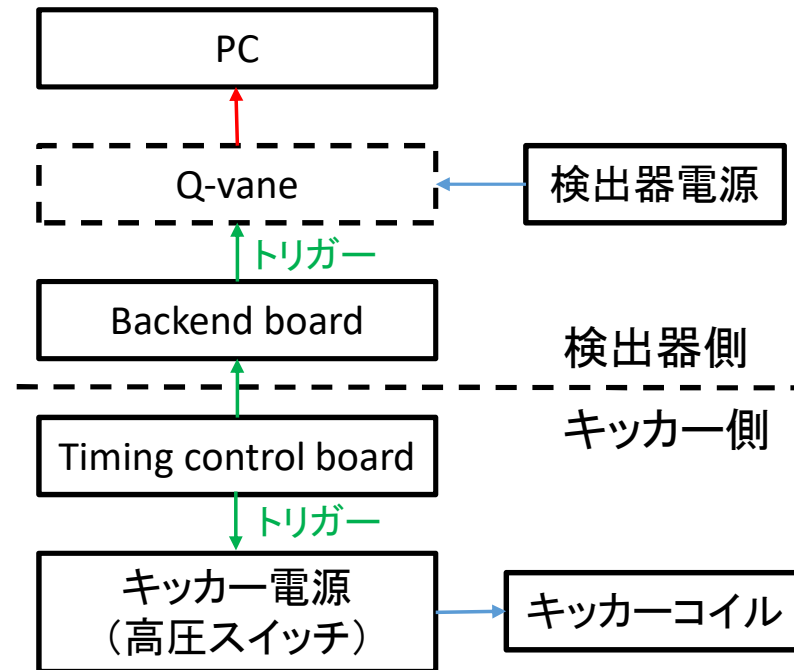 PC
Q-vane
検出器電源
トリガー
Backend board
検出器側
キッカー側
Timing control board
トリガー
キッカー電源
（高圧スイッチ）
キッカーコイル